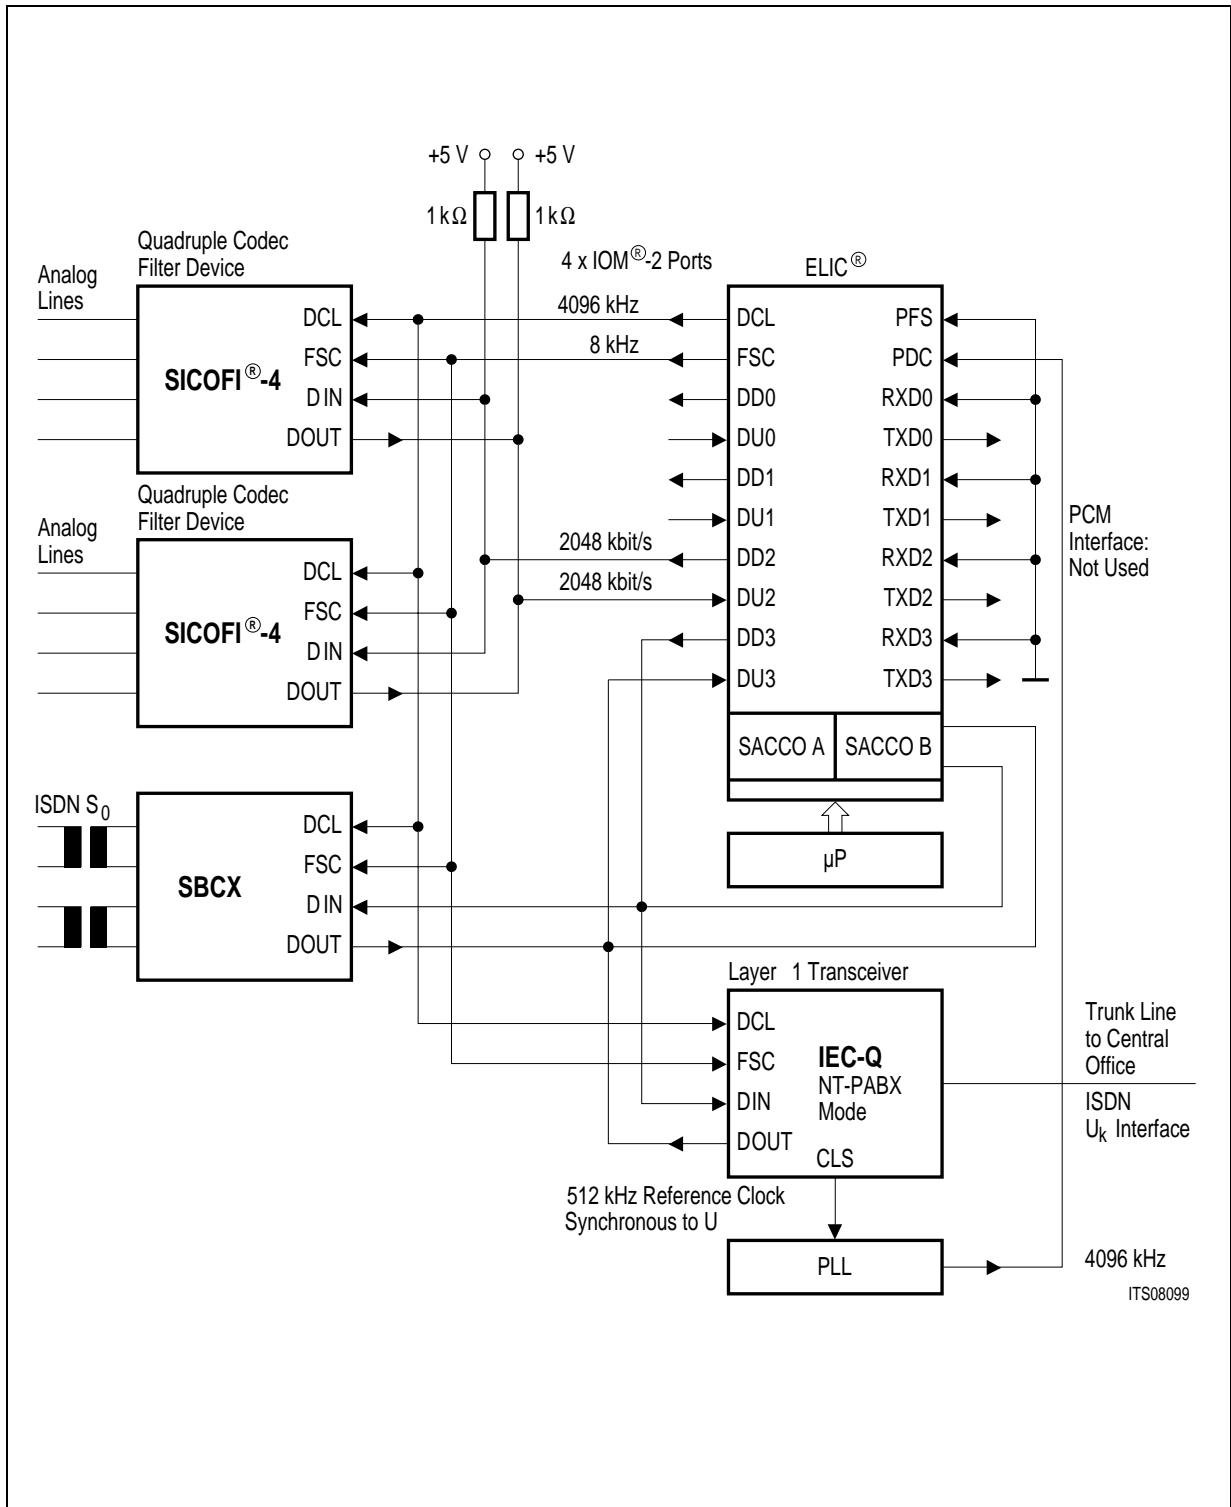 +5 V
+5 V
1 kΩ
1 kΩ
Quadruple Codec
Filter Device
4 x IOM®-2 Ports
ELIC®
Analog
Lines
DCL
FSC
DIN
DOUT
SICOFI®-4
4096 kHz
8 kHz
DCL
FSC
DD0
DU0
DD1
DU1
DD2
DU2
DD3
DU3
PFS
PDC
RXD0
TXD0
RXD1
TXD1
RXD2
TXD2
RXD3
TXD3
PCM
Interface:
Not Used
Quadruple Codec
Filter Device
Analog
Lines
DCL
FSC
DIN
DOUT
SICOFI®-4
2048 kbit/s
2048 kbit/s
SACCO A
SACCO B
µP
ISDN S0
DCL
FSC
DIN
DOUT
SBCX
Layer 1 Transceiver
DCL
FSC
DIN
DOUT
IEC-Q
NT-PABX
Mode
CLS
Trunk Line
to Central
Office
ISDN
Uk Interface
512 kHz Reference Clock
Synchronous to U
PLL
4096 kHz
ITS08099